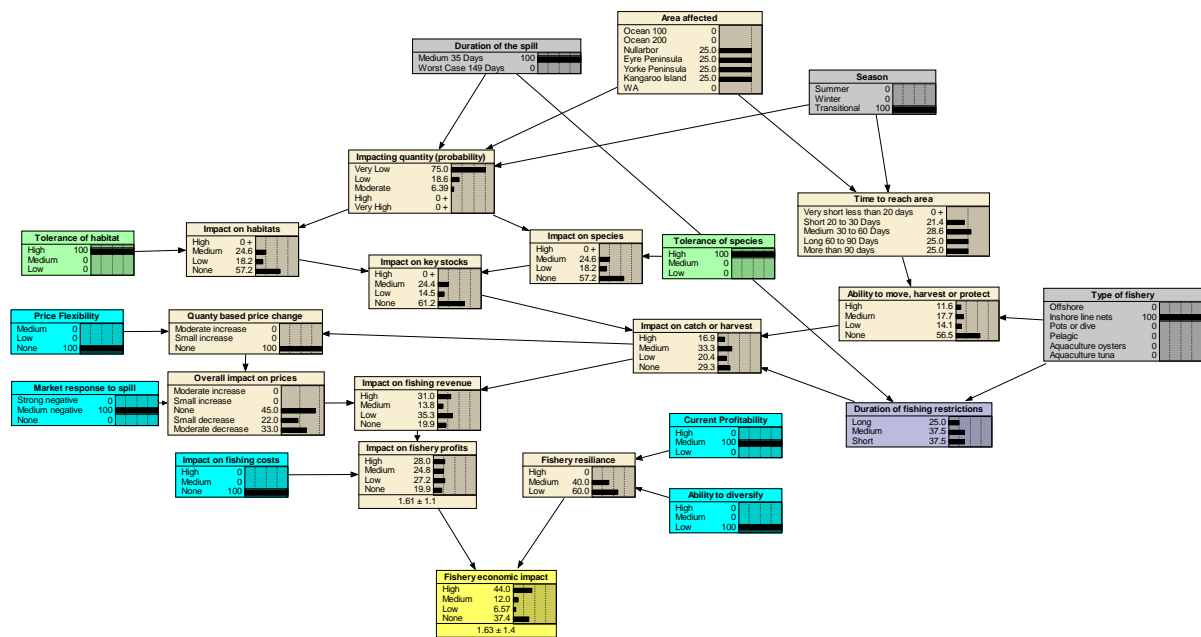 Area affected
Ocean 100 0
Ocean 200 0
Nullarbor 25.0
Eyre Peninsula 25.0
Yorke Peninsula 25.0
Kangaroo Island 25.0
WA 0
Duration of the spill
Medium 35 Days 100
Worst Case 149 Days 0
Season
Summer 0
Winter 0
Transitional 100
Impacting quantity (probability)
Very Low 75.0
Low 18.6
Moderate 6.39
High 0 +
Very High 0 +
Time to reach area
Very short less than 20 days 0 +
Short 20 to 30 Days 21.4
Medium 30 to 60 Days 28.6
Long 60 to 90 Days 25.0
More than 90 days 25.0
Tolerance of habitat
High 100
Medium 0
Low 0
Impact on habitats
High 0 +
Medium 24.6
Low 18.2
None 57.2
Impact on species
High 0 +
Medium 24.6
Low 18.2
None 57.2
Tolerance of species
High 100
Medium 0
Low 0
Impact on key stocks
High 0 +
Medium 24.4
Low 14.5
None 61.2
Ability to move, harvest or protect
High 11.6
Medium 17.7
Low 14.1
None 56.5
Type of fishery
Offshore 0
Inshore line nets 100
Pots or dive 0
Pelagic 0
Aquaculture oysters 0
Aquaculture tuna 0
Price Flexibility
Medium 0
Low 0
None 100
Quanty based price change
Moderate increase 0
Small increase 0
None 100
Impact on catch or harvest
High 16.9
Medium 33.3
Low 20.4
None 29.3
Market response to spill
Strong negative 0
Medium negative 100
None 0
Overall impact on prices
Moderate increase 0
Small increase 0
None 45.0
Small decrease 22.0
Moderate decrease 33.0
Impact on fishing revenue
High 31.0
Medium 13.8
Low 35.3
None 19.9
Duration of fishing restrictions
Long 25.0
Medium 37.5
Short 37.5
Current Profitability
High 0
Medium 100
Low 0
Impact on fishing costs
High 0
Medium 0
None 100
Impact on fishery profits
High 28.0
Medium 24.8
Low 27.2
None 19.9
1.61 ± 1.1
Fishery resiliance
High 0
Medium 40.0
Low 60.0
Ability to diversify
High 0
Medium 0
Low 100
Fishery economic impact
High 44.0
Medium 12.0
Low 6.57
None 37.4
1.63 ± 1.4